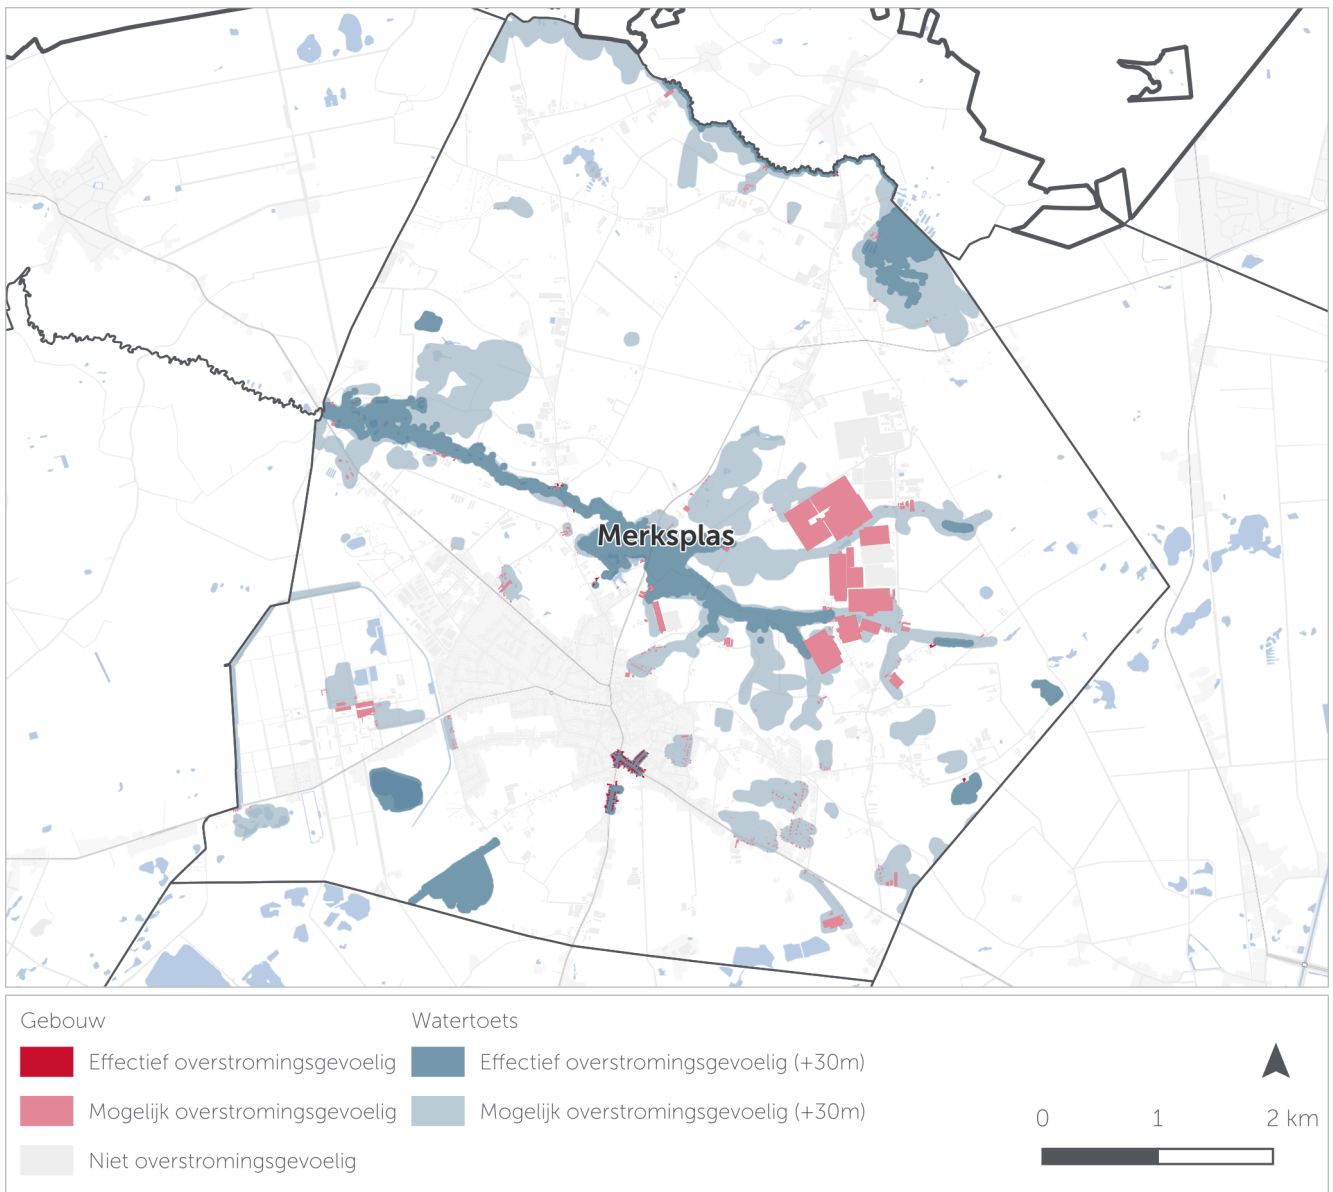 Merksplas
Gebouw
Effectief overstromingsgevoelig
Mogelijk overstromingsgevoelig
Niet overstromingsgevoelig
Watertoets
Effectief overstromingsgevoelig (+30m)
Mogelijk overstromingsgevoelig (+30m)
0 1 2 km